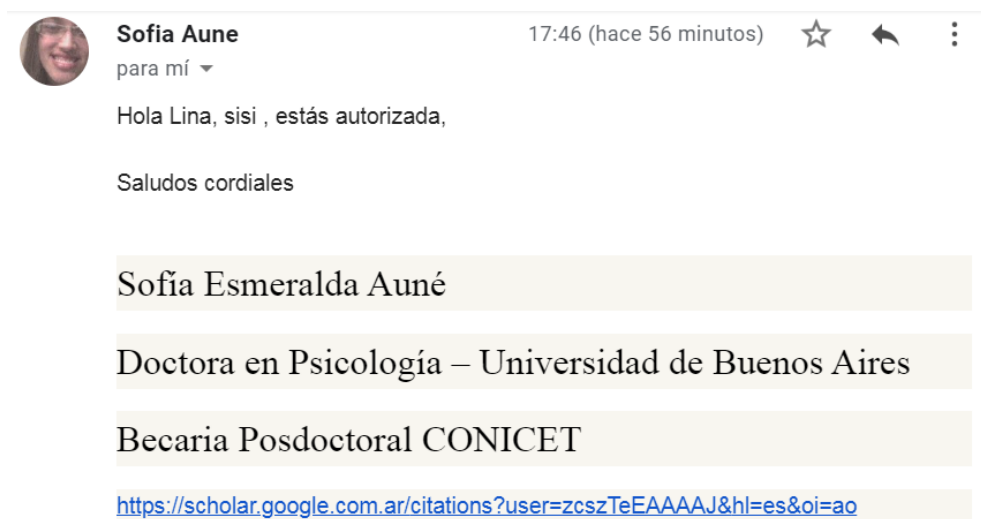 Sofia Aune
17:46 (hace 56 minutos)
para mí
Hola Lina, sisi , estás autorizada,
Saludos cordiales
Sofía Esmeralda Auné
Doctora en Psicología – Universidad de Buenos Aires
Becaria Posdoctoral CONICET
https://scholar.google.com.ar/citations?user=zcszTeEAAAAJ&hl=es&oi=ao